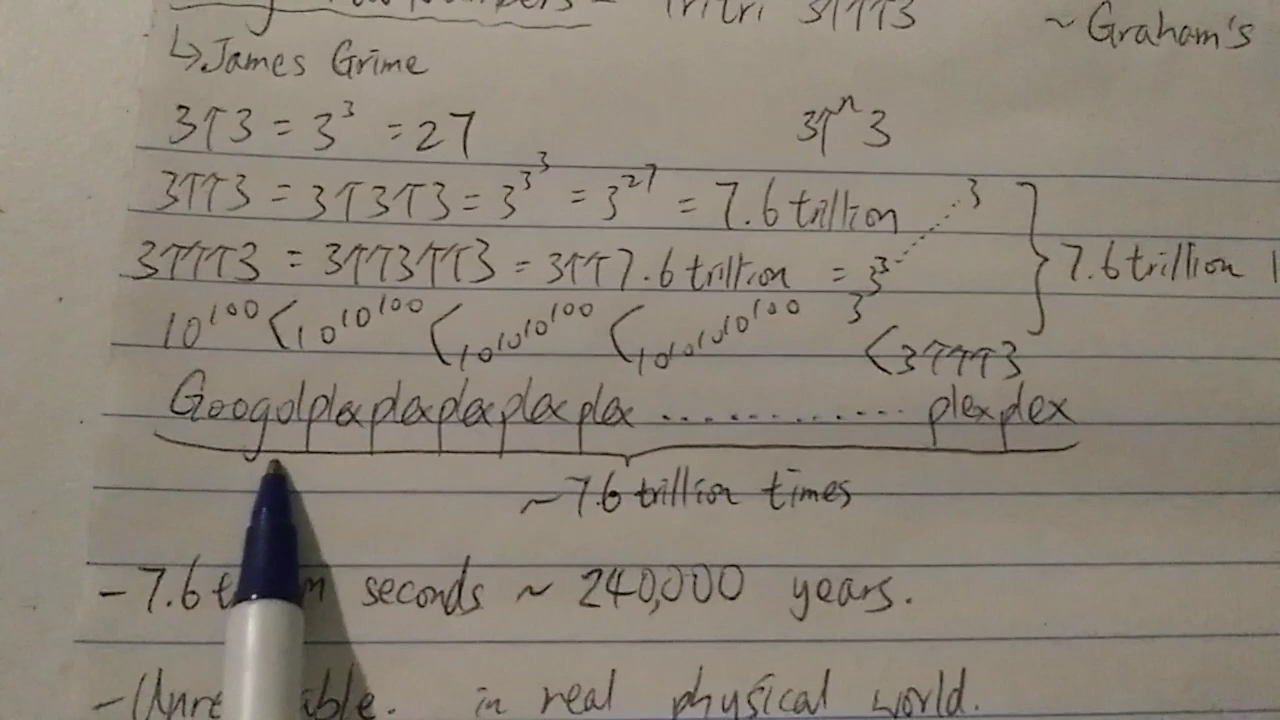 Numbers - Tritri 3↑↑↑3 ~ Graham's
↳ James Grime
3↑3 = 3³ = 27 3↑ⁿ3
3↑↑3 = 3↑3↑3 = 3^3^3 = 3^27 = 7.6 trillion
3↑↑↑3 = 3↑↑3↑↑3 = 3↑↑7.6 trillion = 3^3^3^...^3 } 7.6 trillion
10^100 < 10^10^100 < 10^10^10^100 < 10^10^10^10^100 < 3↑↑↑3
Googolplexplexplexplexplex ............. plexplex
~7.6 trillion times
- 7.6 seconds ~ 240,000 years.
- in real physical world.